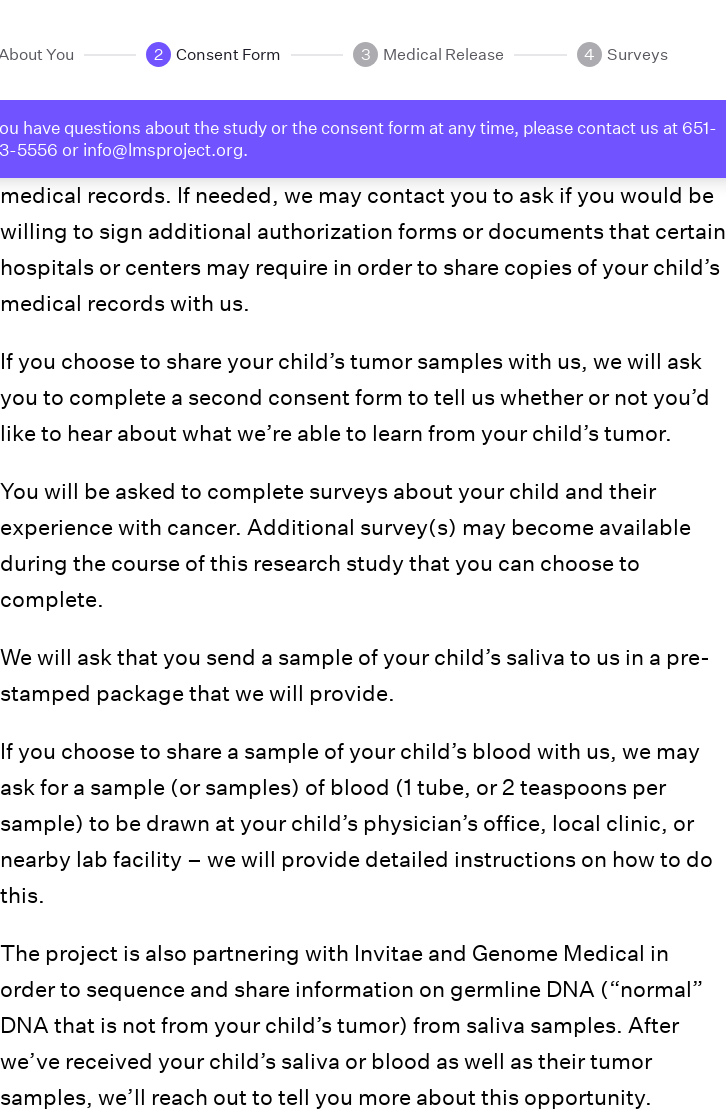 About You
2 Consent Form
3 Medical Release
4 Surveys
ou have questions about the study or the consent form at any time, please contact us at 651-
3-5556 or info@lmsproject.org.
medical records. If needed, we may contact you to ask if you would be
willing to sign additional authorization forms or documents that certain
hospitals or centers may require in order to share copies of your child’s
medical records with us.
If you choose to share your child’s tumor samples with us, we will ask
you to complete a second consent form to tell us whether or not you’d
like to hear about what we’re able to learn from your child’s tumor.
You will be asked to complete surveys about your child and their
experience with cancer. Additional survey(s) may become available
during the course of this research study that you can choose to
complete.
We will ask that you send a sample of your child’s saliva to us in a pre-
stamped package that we will provide.
If you choose to share a sample of your child’s blood with us, we may
ask for a sample (or samples) of blood (1 tube, or 2 teaspoons per
sample) to be drawn at your child’s physician’s office, local clinic, or
nearby lab facility – we will provide detailed instructions on how to do
this.
The project is also partnering with Invitae and Genome Medical in
order to sequence and share information on germline DNA (“normal”
DNA that is not from your child’s tumor) from saliva samples. After
we’ve received your child’s saliva or blood as well as their tumor
samples, we’ll reach out to tell you more about this opportunity.